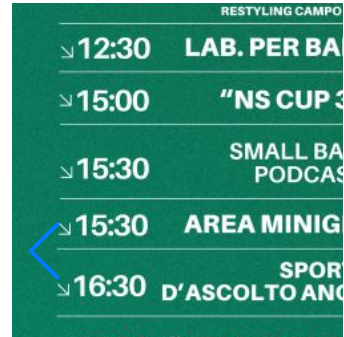 RESTYLING CAMPO
12:30 LAB. PER BA
15:00 "NS CUP 3
15:30 SMALL BA
PODCAS
15:30 AREA MINIG
16:30 SPORT
D'ASCOLTO ANG